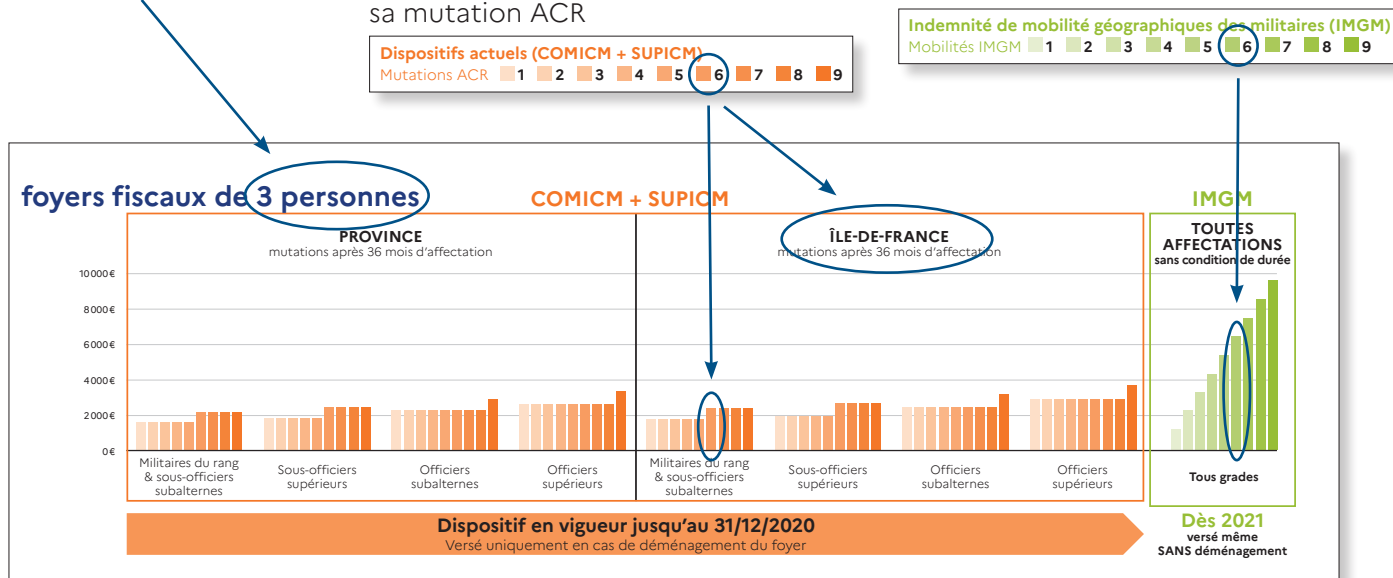 sa mutation ACR
Dispositifs actuels (COMICM + SUPICM)
Mutations ACR 1 2 3 4 5 6 7 8 9
Indemnité de mobilité géographiques des militaires (IMGM)
Mobilités IMGM 1 2 3 4 5 6 7 8 9
foyers fiscaux de 3 personnes
COMICM + SUPICM
IMGM
PROVINCE
mutations après 36 mois d'affectation
ÎLE-DE-FRANCE
mutations après 36 mois d'affectation
TOUTES
AFFECTATIONS
sans condition de durée
10000€
8000€
6000€
4000€
2000€
0€
Militaires du rang
& sous-officiers
subalternes
Sous-officiers
supérieurs
Officiers
subalternes
Officiers
supérieurs
Militaires du rang
& sous-officiers
subalternes
Sous-officiers
supérieurs
Officiers
subalternes
Officiers
supérieurs
Tous grades
Dispositif en vigueur jusqu'au 31/12/2020
Versé uniquement en cas de déménagement du foyer
Dès 2021
versé même
SANS déménagement